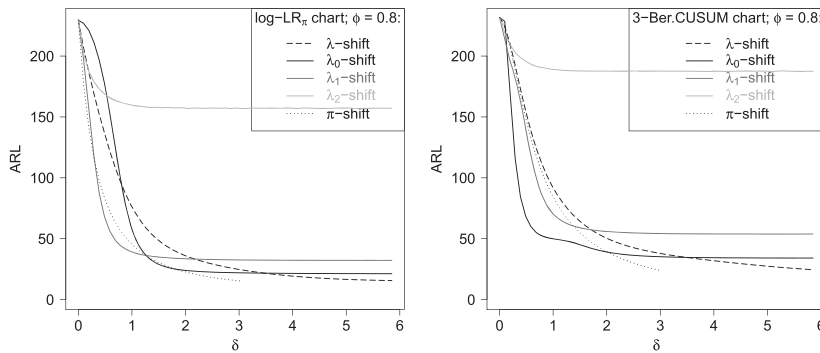 log−LRπ chart; ϕ = 0.8:
λ−shift
λ0−shift
λ1−shift
λ2−shift
π−shift
ARL
200
150
100
50
0
0 1 2 3 4 5 6
δ
3−Ber.CUSUM chart; ϕ = 0.8:
λ−shift
λ0−shift
λ1−shift
λ2−shift
π−shift
ARL
200
150
100
50
0
0 1 2 3 4 5 6
δ